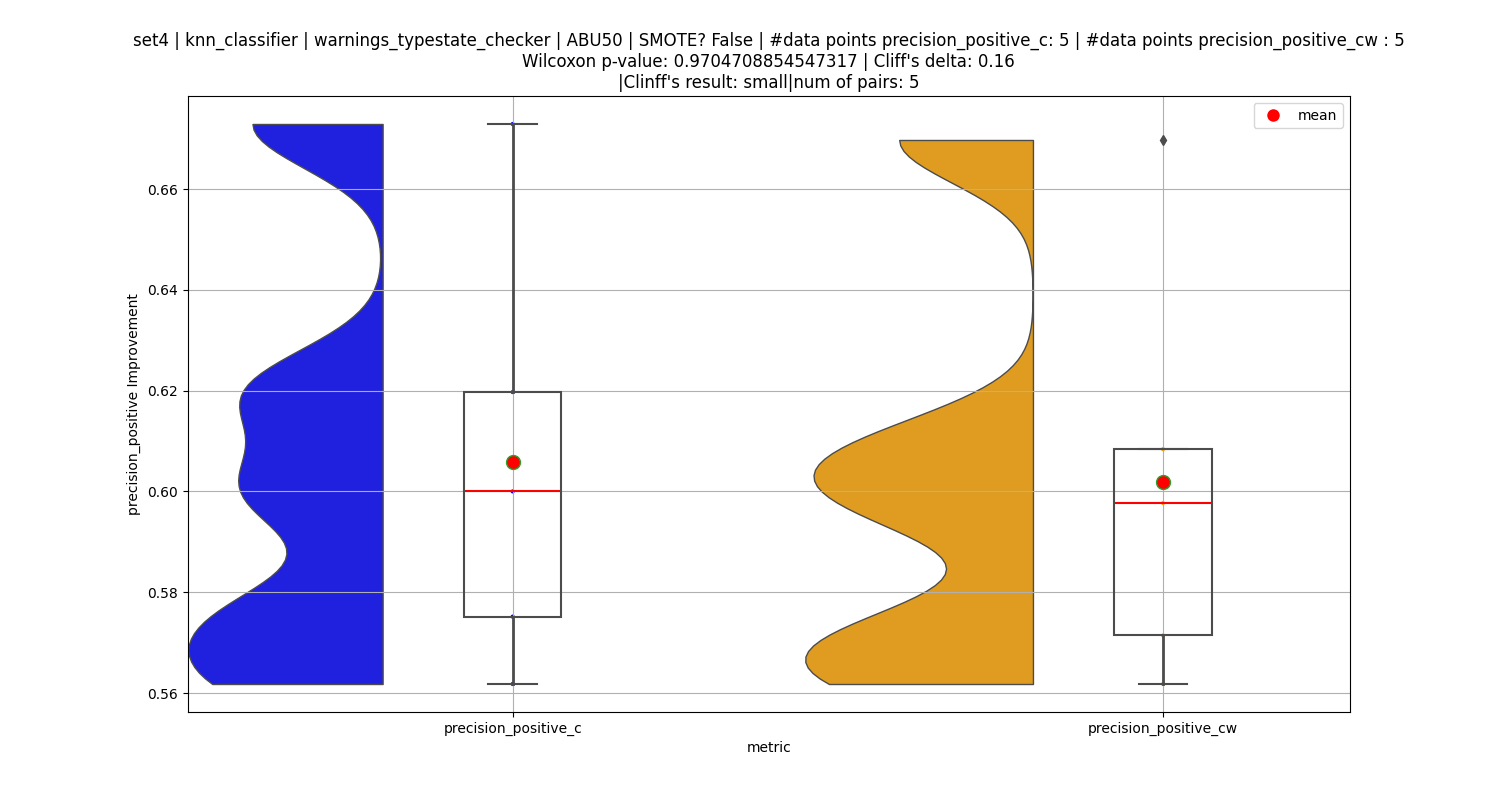 set4 | knn_classifier | warnings_typestate_checker | ABU50 | SMOTE? False | #data points precision_positive_c: 5 | #data points precision_positive_cw : 5
Wilcoxon p-value: 0.9704708854547317 | Cliff's delta: 0.16
|Clinff's result: small|num of pairs: 5
mean
precision_positive Improvement
0.66
0.64
0.62
0.60
0.58
0.56
precision_positive_c
precision_positive_cw
metric